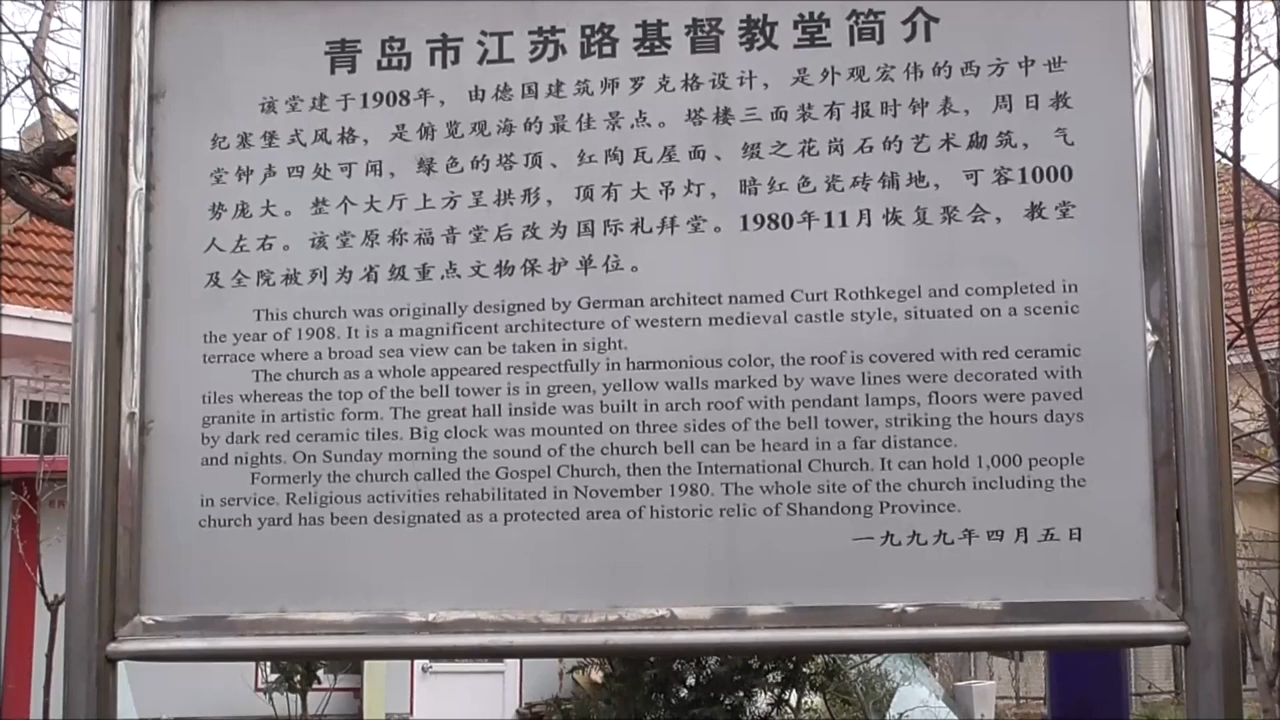 青岛市江苏路基督教堂简介
该堂建于1908年，由德国建筑师罗克格设计，是外观宏伟的西方中世
纪塞堡式风格，是俯览观海的最佳景点。塔楼三面装有报时钟表，周日教
堂钟声四处可闻，绿色的塔顶、红陶瓦屋面、缀之花岗石的艺术砌筑，气
势庞大。整个大厅上方呈拱形，顶有大吊灯，暗红色瓷砖铺地，可容1000
人左右。该堂原称福音堂后改为国际礼拜堂。1980年11月恢复聚会，教堂
及全院被列为省级重点文物保护单位。
This church was originally designed by German architect named Curt Rothkegel and completed in
the year of 1908. It is a magnificent architecture of western medieval castle style, situated on a scenic
terrace where a broad sea view can be taken in sight.
The church as a whole appeared respectfully in harmonious color, the roof is covered with red ceramic
tiles whereas the top of the bell tower is in green, yellow walls marked by wave lines were decorated with
granite in artistic form. The great hall inside was built in arch roof with pendant lamps, floors were paved
by dark red ceramic tiles. Big clock was mounted on three sides of the bell tower, striking the hours days
and nights. On Sunday morning the sound of the church bell can be heard in a far distance.
Formerly the church called the Gospel Church, then the International Church. It can hold 1,000 people
in service. Religious activities rehabilitated in November 1980. The whole site of the church including the
church yard has been designated as a protected area of historic relic of Shandong Province.
一九九九年四月五日